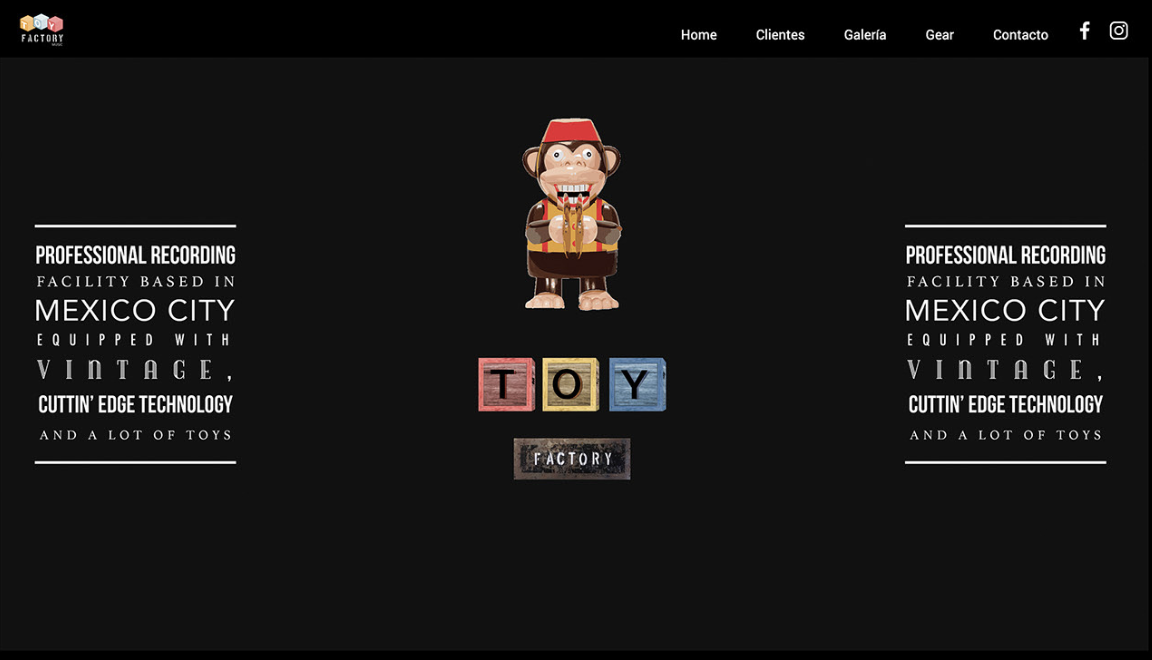 TOY
FACTORY
MUSIC
Home Clientes Galería Gear Contacto
PROFESSIONAL RECORDING
FACILITY BASED IN
MEXICO CITY
EQUIPPED WITH
VINTAGE,
CUTTIN' EDGE TECHNOLOGY
AND A LOT OF TOYS
TOY
FACTORY
PROFESSIONAL RECORDING
FACILITY BASED IN
MEXICO CITY
EQUIPPED WITH
VINTAGE,
CUTTIN' EDGE TECHNOLOGY
AND A LOT OF TOYS